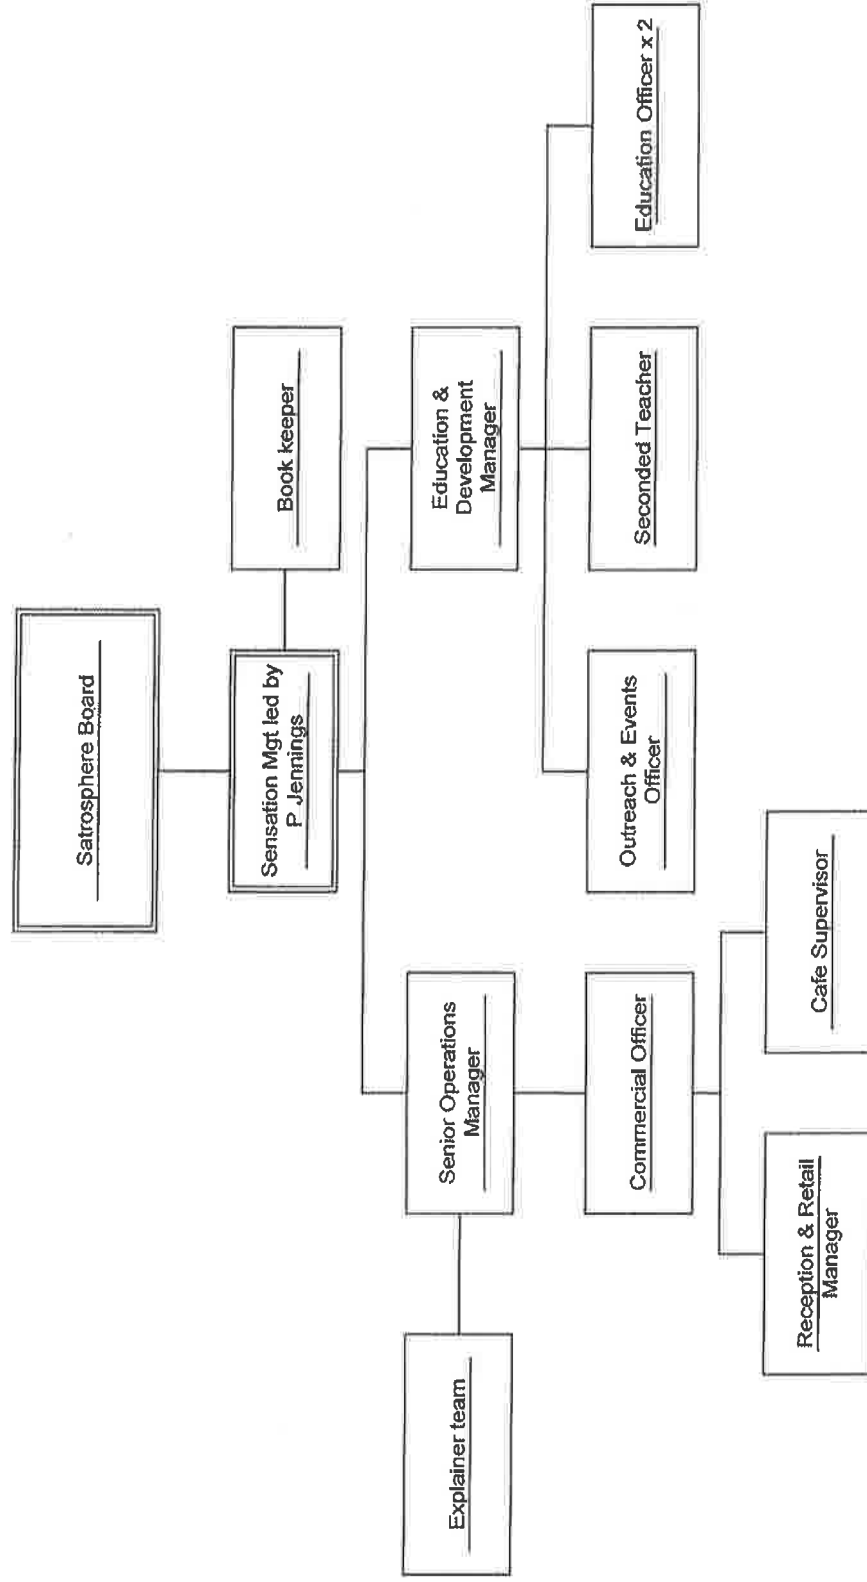 Satrosphere Board
Sensation Mgt led by
P Jennings
Book keeper
Senior Operations
Manager
Education &
Development
Manager
Explainer team
Commercial Officer
Outreach & Events
Officer
Seconded Teacher
Education Officer x 2
Reception & Retail
Manager
Cafe Supervisor